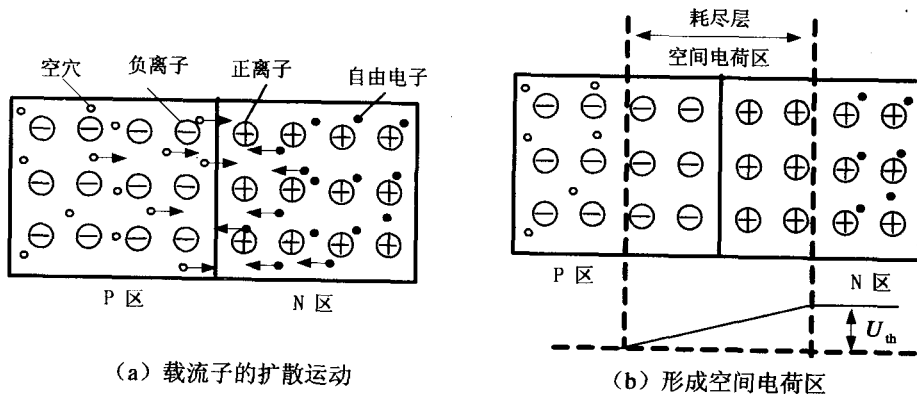 空穴
负离子
正离子
自由电子
P 区
N 区
(a) 载流子的扩散运动
耗尽层
空间电荷区
P 区
N 区
U_th
(b) 形成空间电荷区